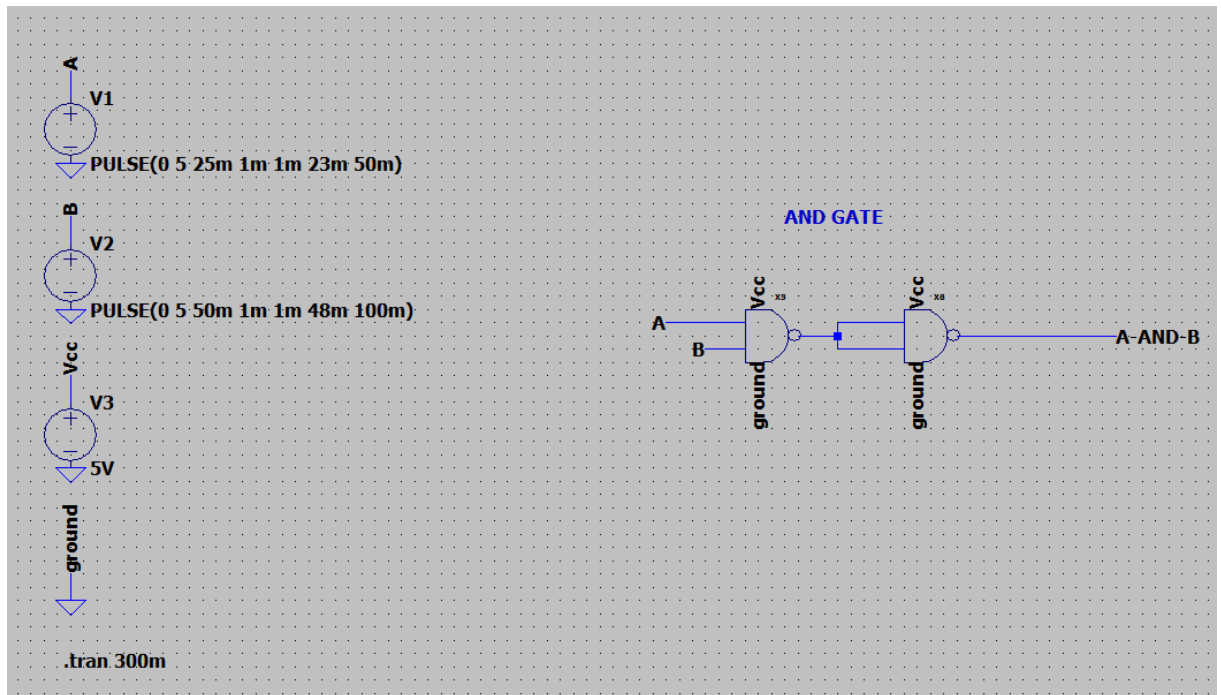 A
V1
PULSE(0 5 25m 1m 1m 23m 50m)
B
V2
PULSE(0 5 50m 1m 1m 48m 100m)
Vcc
V3
5V
ground
.tran 300m
AND GATE
Vcc
X9
A
B
ground
Vcc
X8
ground
A-AND-B